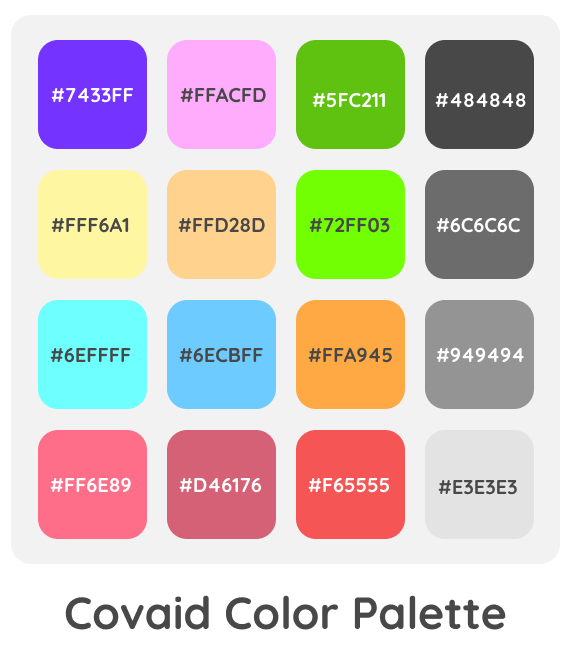 #7433FF #FFACFD #5FC211 #484848
#FFF6A1 #FFD28D #72FF03 #6C6C6C
#6EFFFF #6ECBFF #FFA945 #949494
#FF6E89 #D46176 #F65555 #E3E3E3
Covaid Color Palette